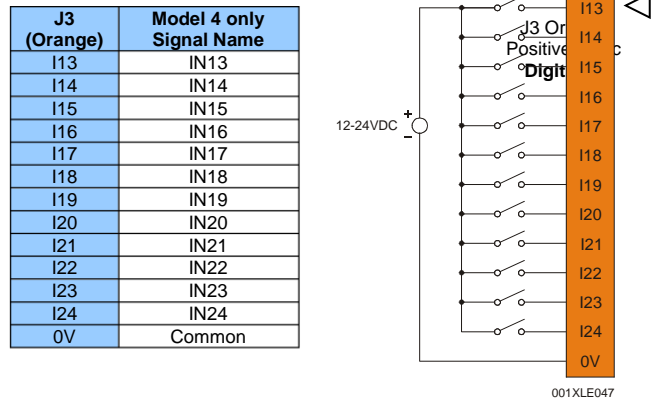 J3 Model 4 only
(Orange) Signal Name
I13 IN13
I14 IN14
I15 IN15
I16 IN16
I17 IN17
I18 IN18
I19 IN19
I20 IN20
I21 IN21
I22 IN22
I23 IN23
I24 IN24
0V Common
I13
J3 Or
I14
Positive c
I15
Digit
I16
12-24VDC + -
I17
I18
I19
I20
I21
I22
I23
I24
0V
001XLE047